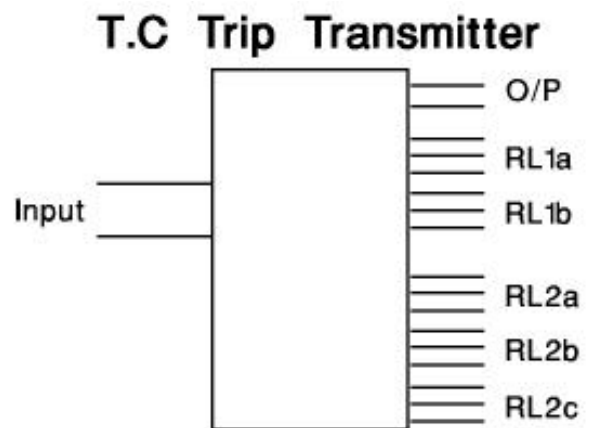 T.C Trip Transmitter
O/P
RL1a
Input
RL1b
RL2a
RL2b
RL2c